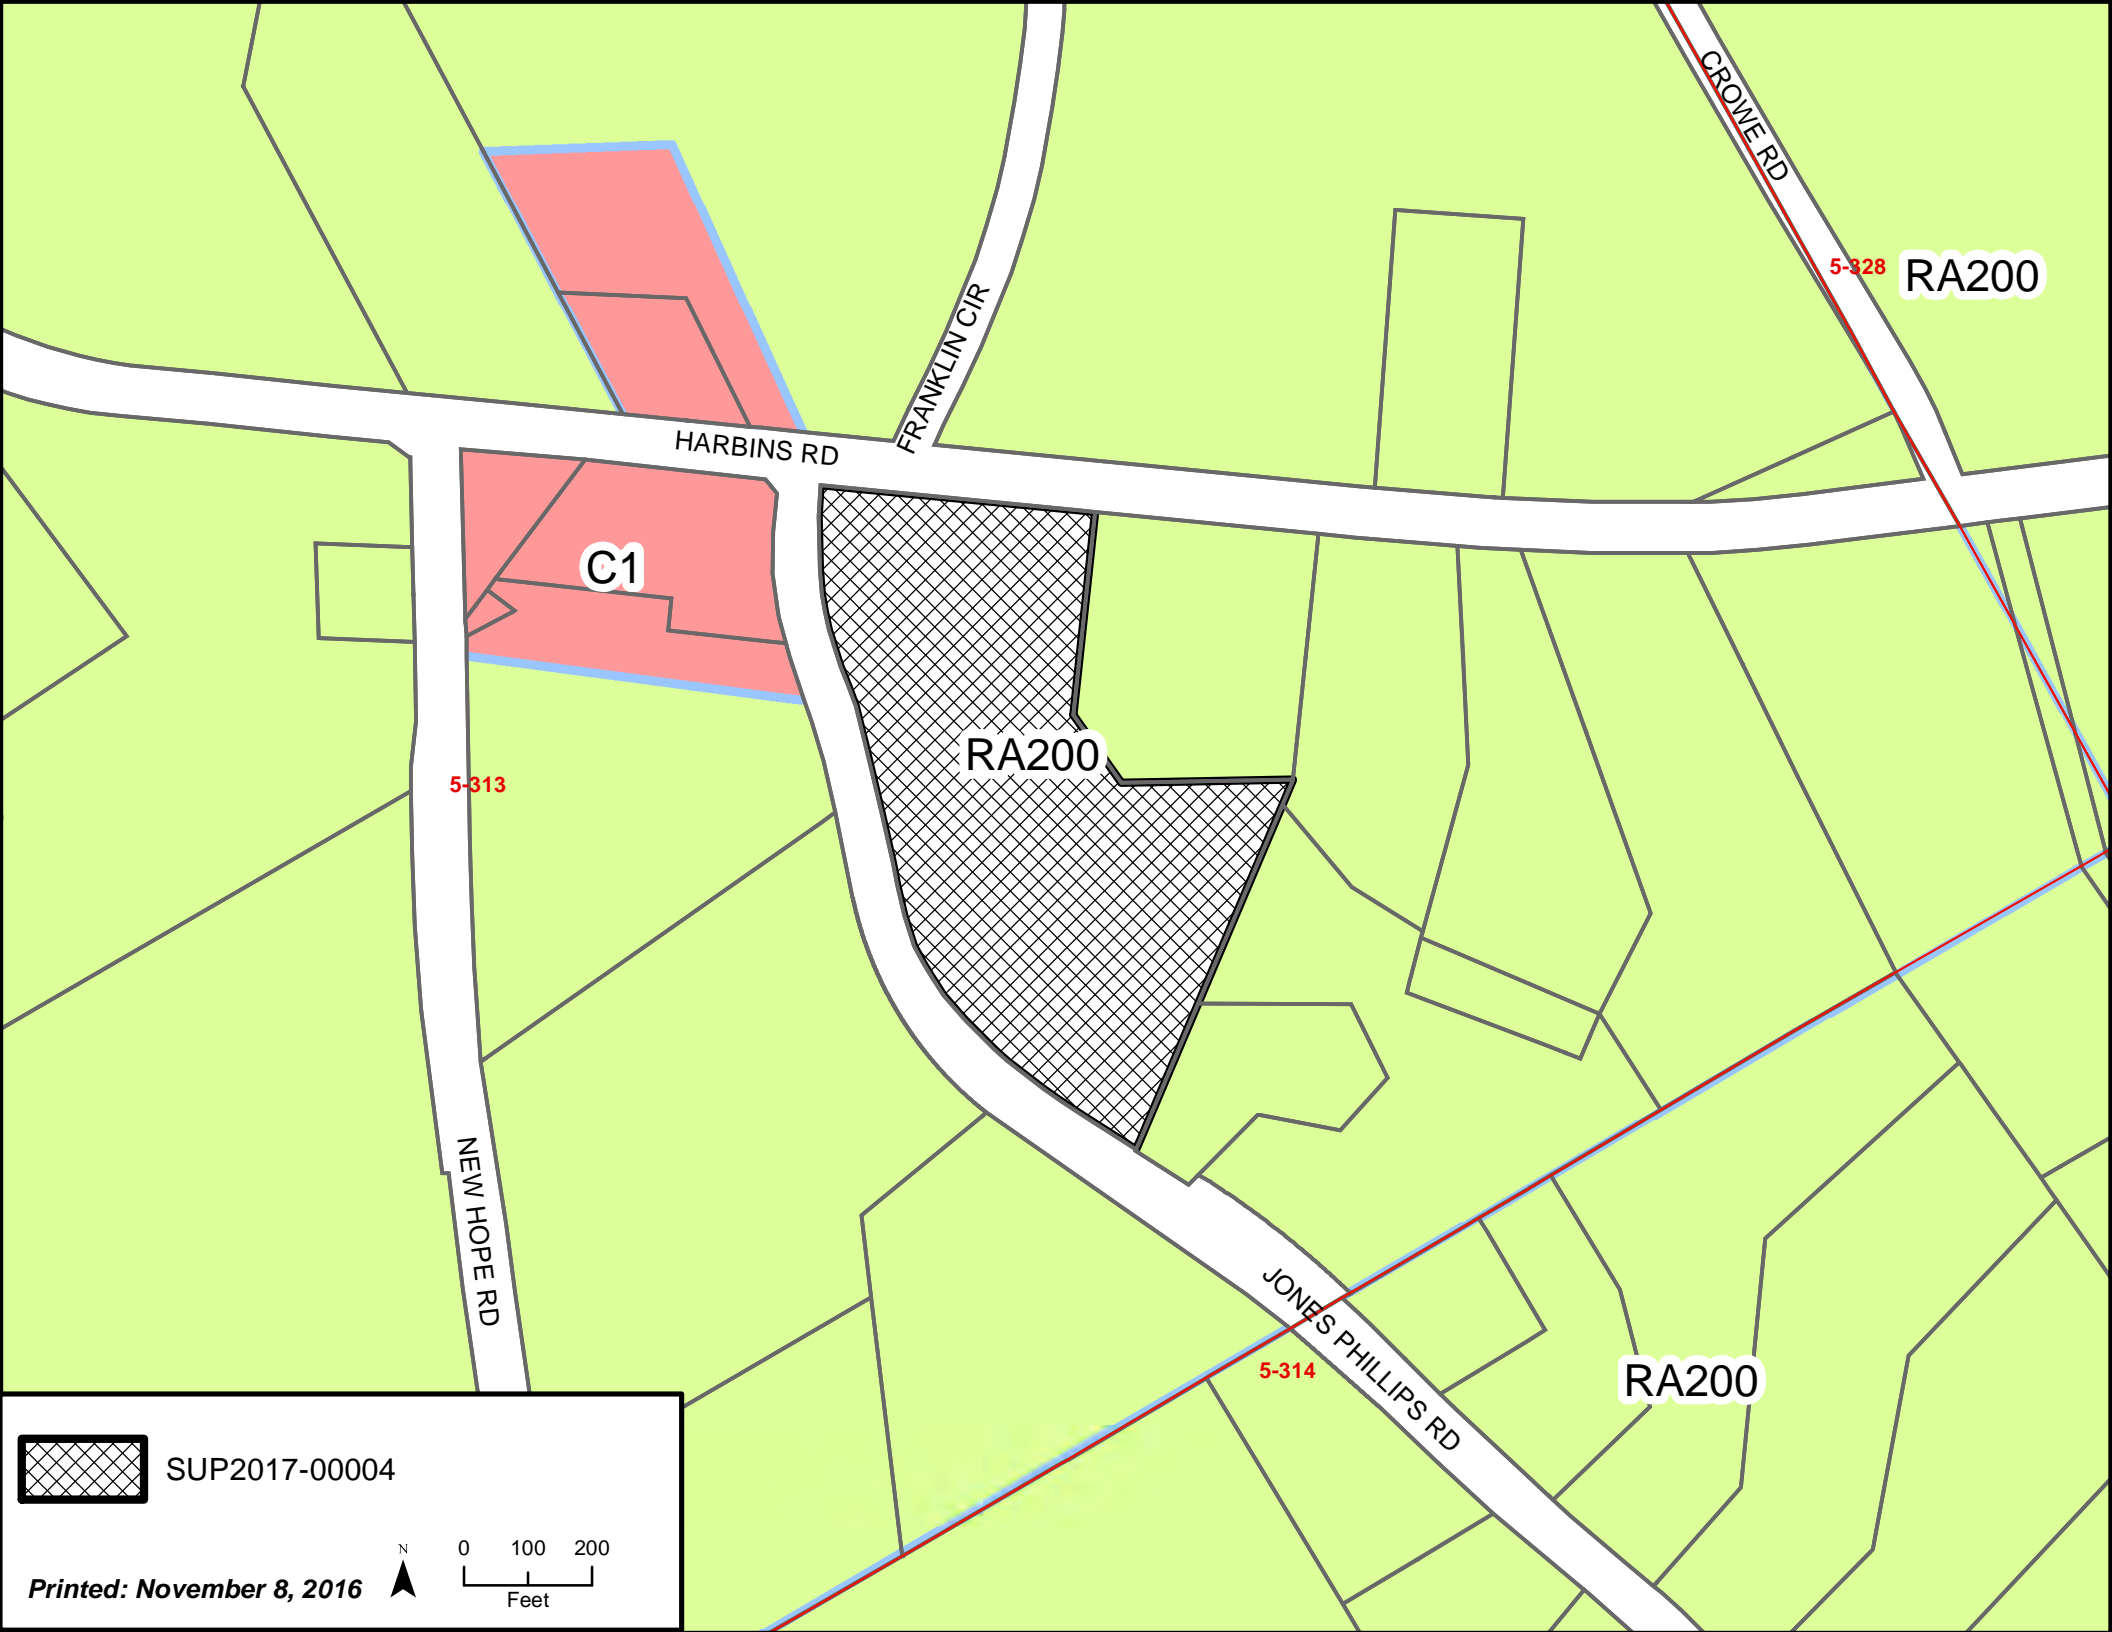 CROWE RD
5-328
RA200
FRANKLIN CIR
HARBINS RD
C1
RA200
5-313
NEW HOPE RD
JONES PHILLIPS RD
5-314
RA200
SUP2017-00004
N
0 100 200
Feet
Printed: November 8, 2016